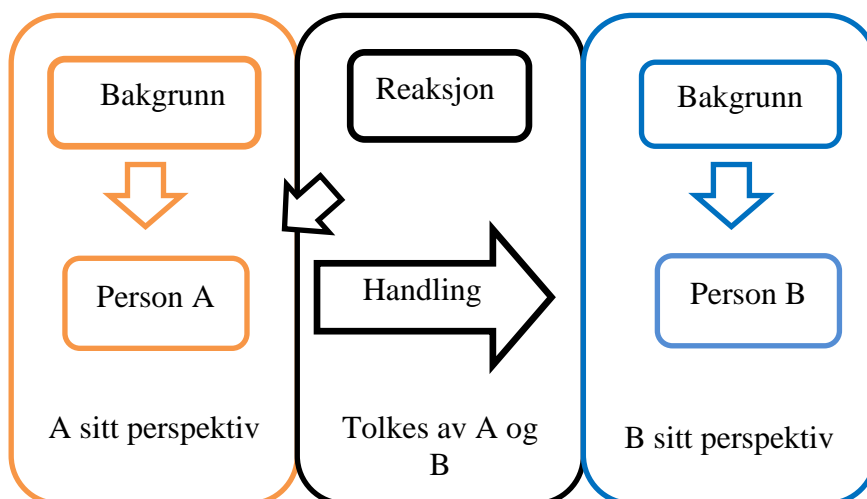 Bakgrunn
Reaksjon
Bakgrunn
Person A
Handling
Person B
A sitt perspektiv
Tolkes av A og
B
B sitt perspektiv